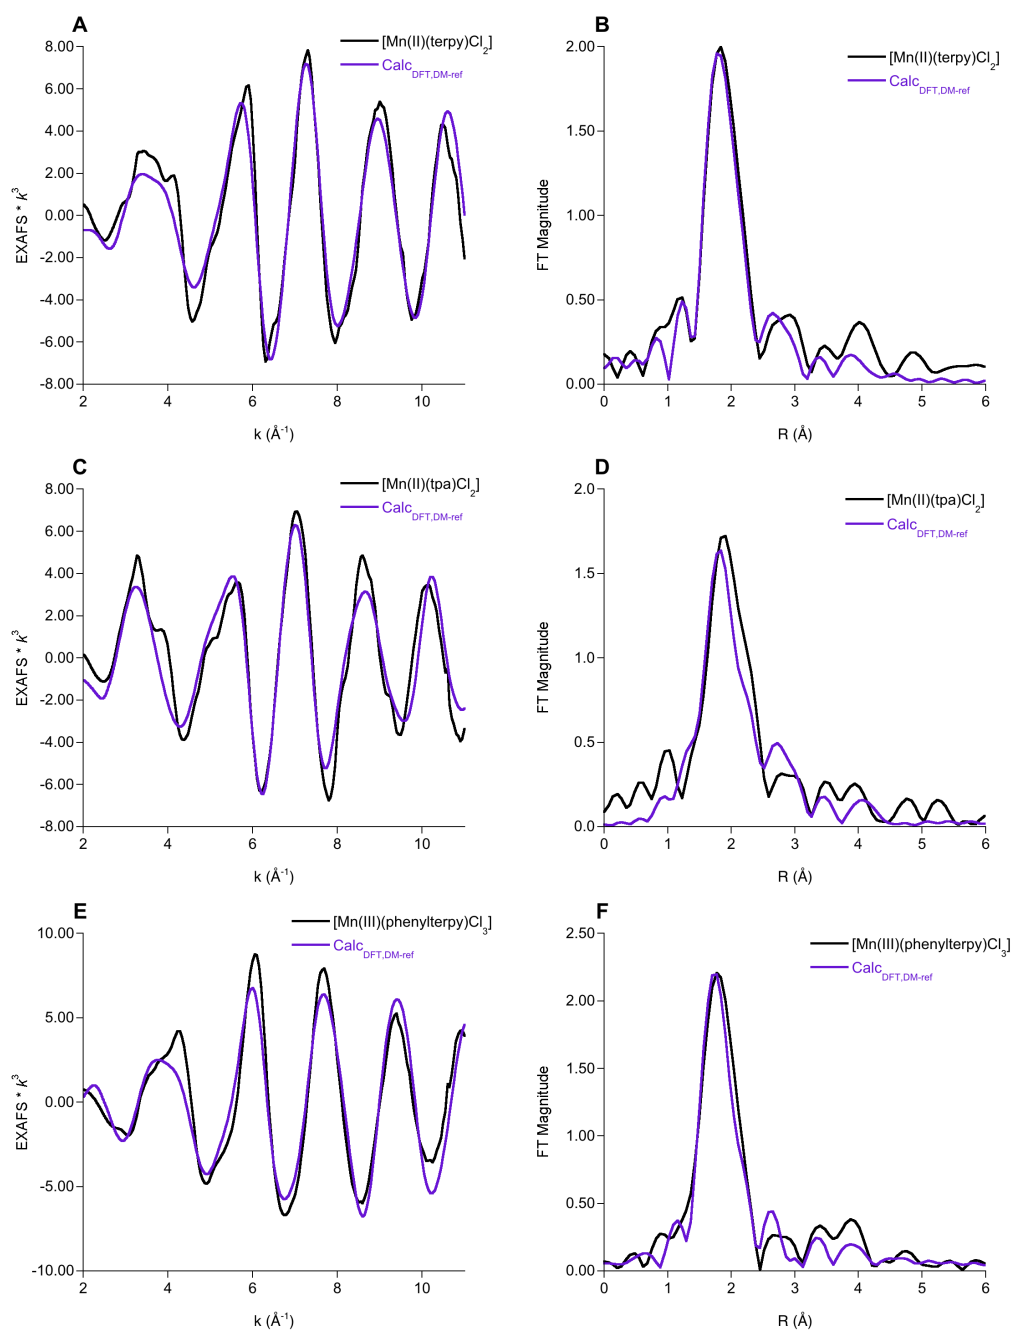 A
[Mn(II)(terpy)Cl2]
CalcDFT,DM-ref
8.00
6.00
4.00
2.00
0.00
-2.00
-4.00
-6.00
-8.00
EXAFS * k3
2
4
6
8
10
k (Å-1)
B
[Mn(II)(terpy)Cl2]
CalcDFT,DM-ref
2.00
1.50
1.00
0.50
0.00
FT Magnitude
0
1
2
3
4
5
6
R (Å)
C
[Mn(II)(tpa)Cl2]
CalcDFT,DM-ref
8.00
6.00
4.00
2.00
0.00
-2.00
-4.00
-6.00
-8.00
EXAFS * k3
2
4
6
8
10
k (Å-1)
D
[Mn(II)(tpa)Cl2]
CalcDFT,DM-ref
2.0
1.5
1.0
0.5
0.0
FT Magnitude
0
1
2
3
4
5
6
R (Å)
E
[Mn(III)(phenylterpy)Cl3]
CalcDFT,DM-ref
10.00
5.00
0.00
-5.00
-10.00
EXAFS * k3
2
4
6
8
10
k (Å-1)
F
[Mn(III)(phenylterpy)Cl3]
CalcDFT,DM-ref
2.50
2.00
1.50
1.00
0.50
0.00
FT Magnitude
0
1
2
3
4
5
6
R (Å)